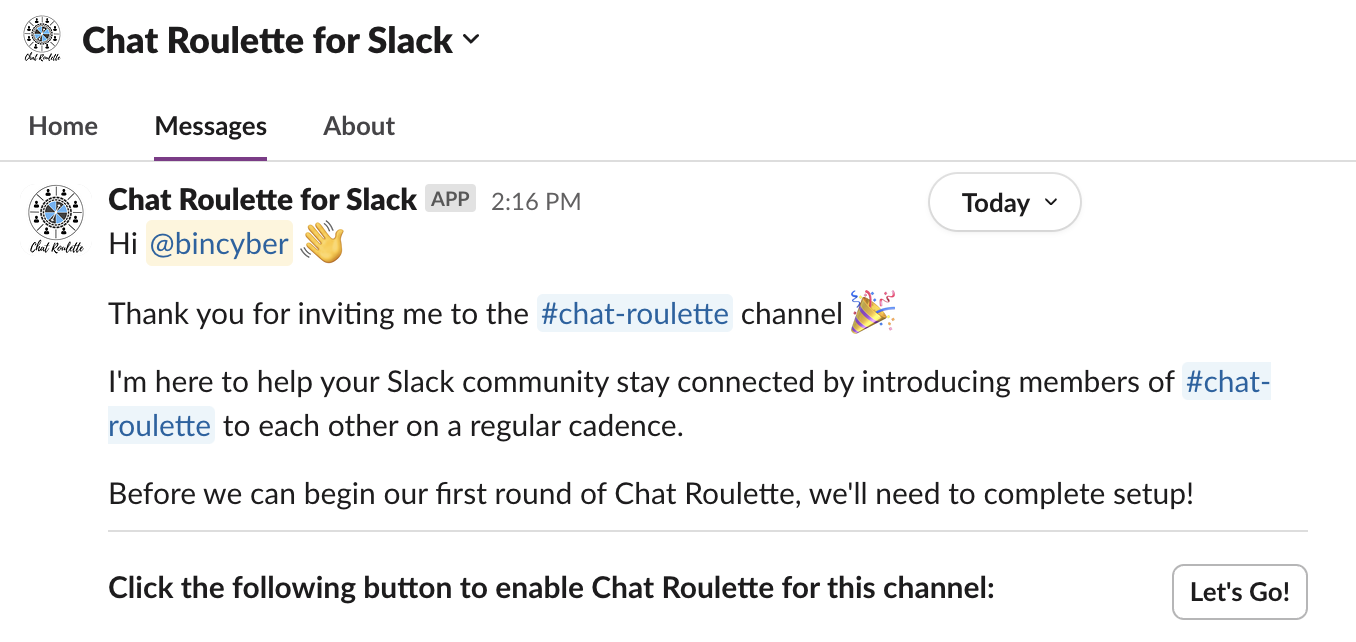 Chat Roulette
Chat Roulette for Slack
Home Messages About
Chat Roulette for Slack APP 2:16 PM
Today
Hi @bincyber 👋
Chat Roulette
Thank you for inviting me to the #chat-roulette channel 🎉
I'm here to help your Slack community stay connected by introducing members of #chat-
roulette to each other on a regular cadence.
Before we can begin our first round of Chat Roulette, we'll need to complete setup!
Click the following button to enable Chat Roulette for this channel:
Let's Go!